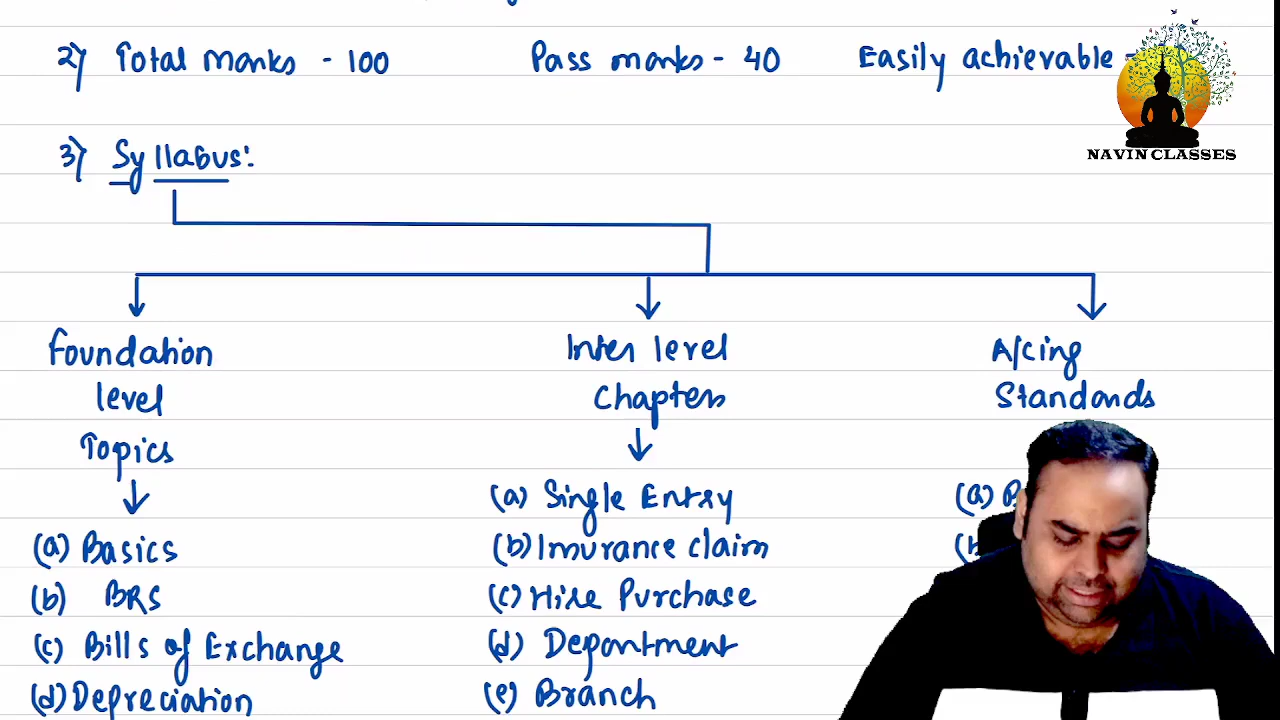 2) Total Marks - 100 Pass marks - 40 Easily achievable -
NAVIN CLASSES
3) Syllabus:
Foundation level Topics
(a) Basics
(b) BRS
(c) Bills of Exchange
(d) Depreciation
Inter level Chapters
(a) Single Entry
(b) Insurance claim
(c) Hire Purchase
(d) Department
(e) Branch
A/cing Standards
(a) B
(b)